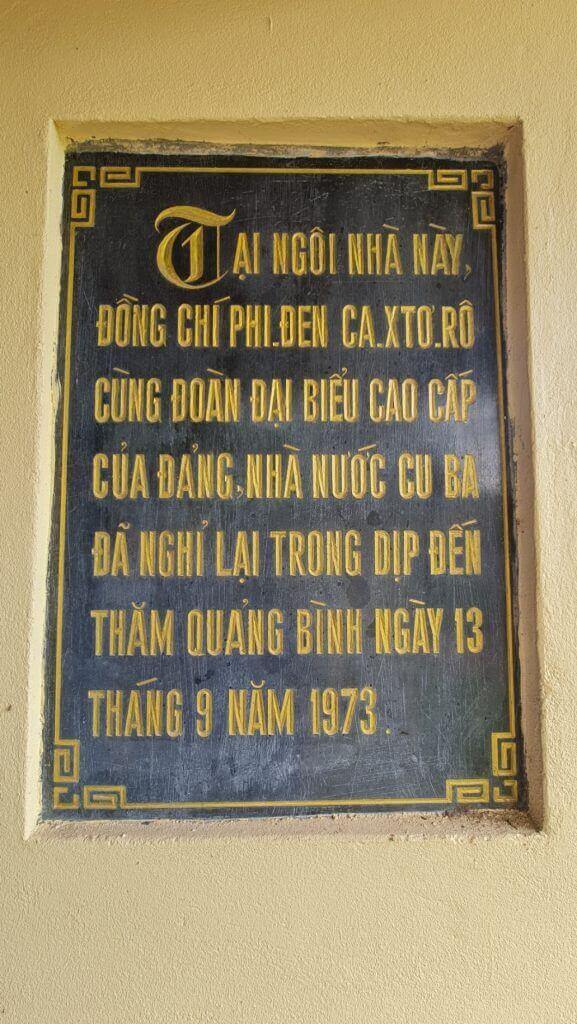 TẠI NGÔI NHÀ NÀY,
ĐỒNG CHÍ PHI.ĐEN CA.XTƠ.RÔ
CÙNG ĐOÀN ĐẠI BIỂU CAO CẤP
CỦA ĐẢNG, NHÀ NƯỚC CU BA
ĐÃ NGHỈ LẠI TRONG DỊP ĐẾN
THĂM QUẢNG BÌNH NGÀY 13
THÁNG 9 NĂM 1973.